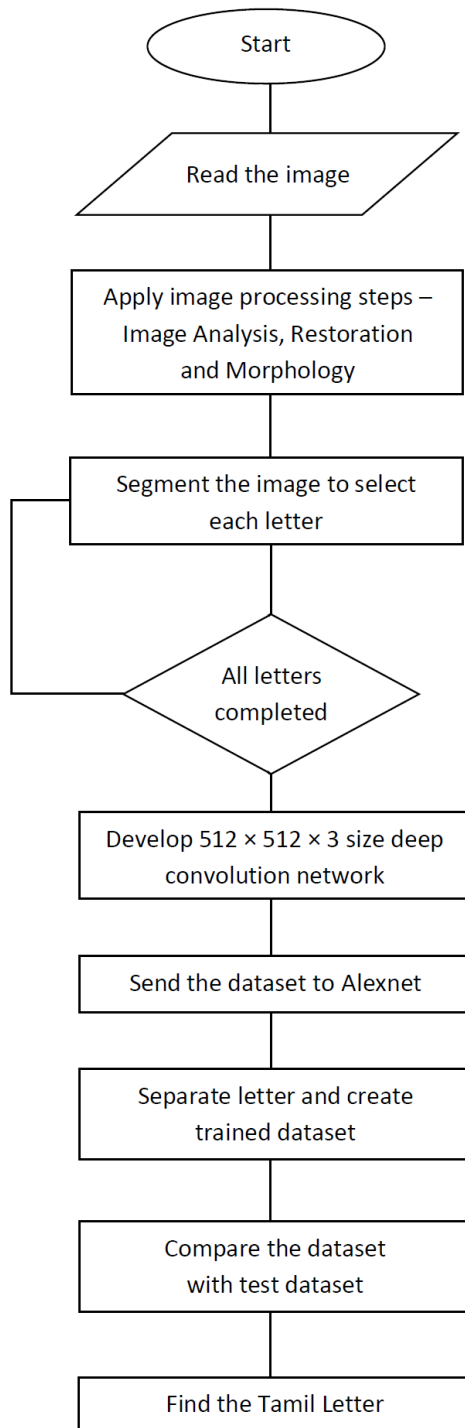 Start
Read the image
Apply image processing steps –
Image Analysis, Restoration
and Morphology
Segment the image to select
each letter
All letters
completed
Develop 512 × 512 × 3 size deep
convolution network
Send the dataset to Alexnet
Separate letter and create
trained dataset
Compare the dataset
with test dataset
Find the Tamil Letter